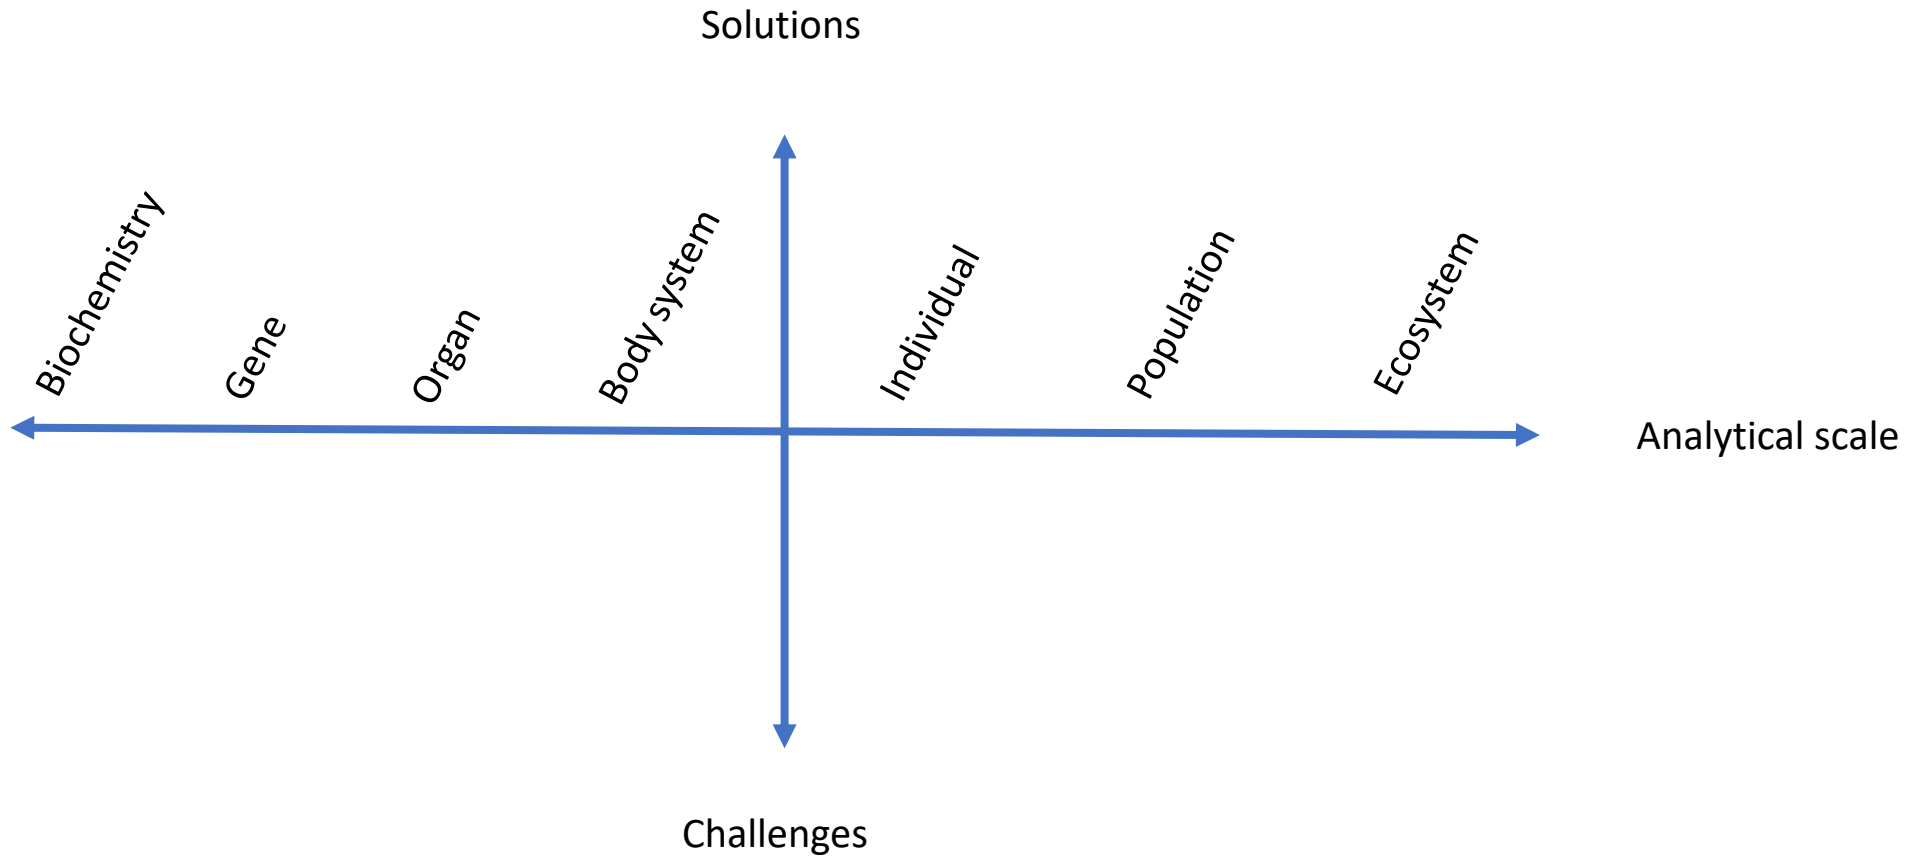 Solutions
Biochemistry
Gene
Organ
Body system
Individual
Population
Ecosystem
Analytical scale
Challenges